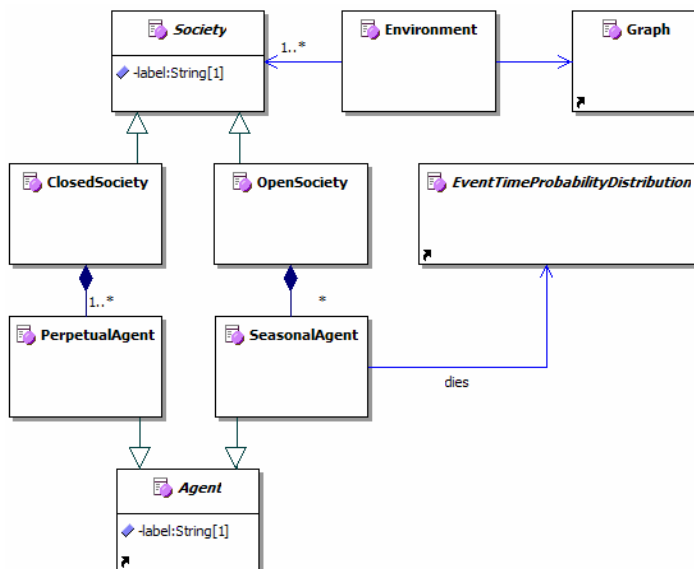 Society
Environment
Graph
1..*
-label:String[1]
ClosedSociety
OpenSociety
EventTimeProbabilityDistribution
1..*
*
PerpetualAgent
SeasonalAgent
dies
Agent
-label:String[1]